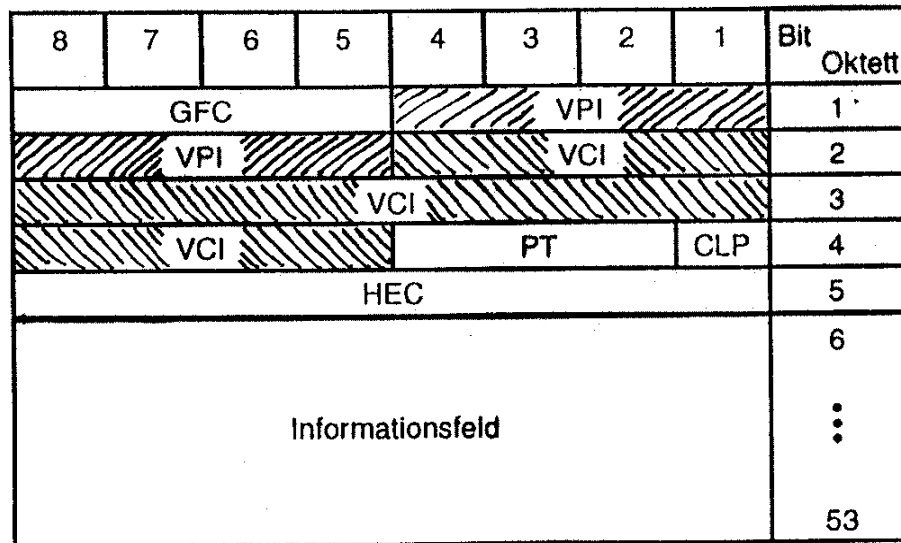 8 7 6 5 4 3 2 1 Bit
Oktett
GFC VPI 1
VPI VCI 2
VCI 3
VCI PT CLP 4
HEC 5
6
Informationsfeld
53